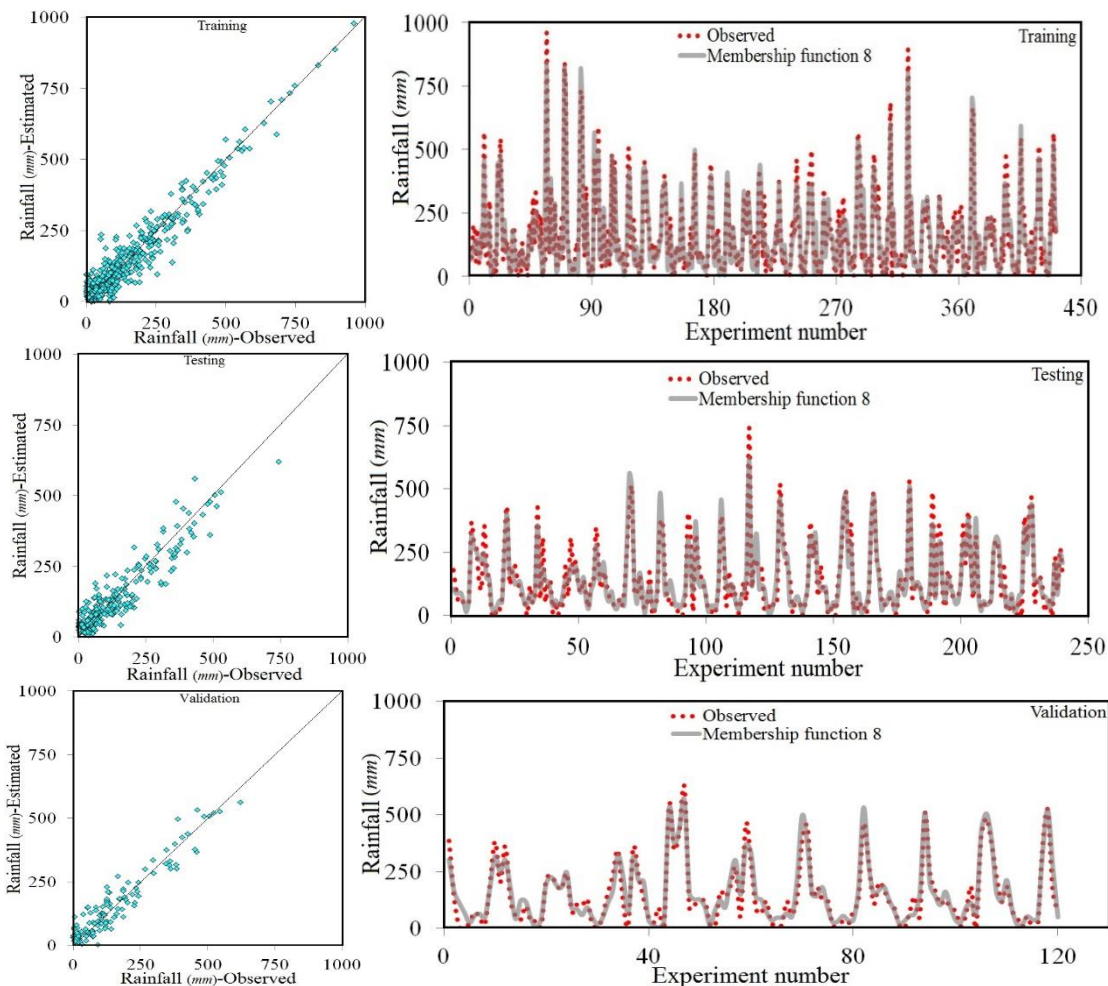 Training
1000
750
500
250
0
Rainfall (mm)-Estimated
0 250 500 750 1000
Rainfall (mm)-Observed
Training
Observed
Membership function 8
1000
750
500
250
0
Rainfall (mm)
0 90 180 270 360 450
Experiment number
Testing
1000
750
500
250
0
Rainfall (mm)-Estimated
0 250 500 750 1000
Rainfall (mm)-Observed
Testing
Observed
Membership function 8
1000
750
500
250
0
Rainfall (mm)
0 50 100 150 200 250
Experiment number
Validation
1000
750
500
250
0
Rainfall (mm)-Estimated
0 250 500 750 1000
Rainfall (mm)-Observed
Validation
Observed
Membership function 8
1000
750
500
250
0
Rainfall (mm)
0 40 80 120
Experiment number